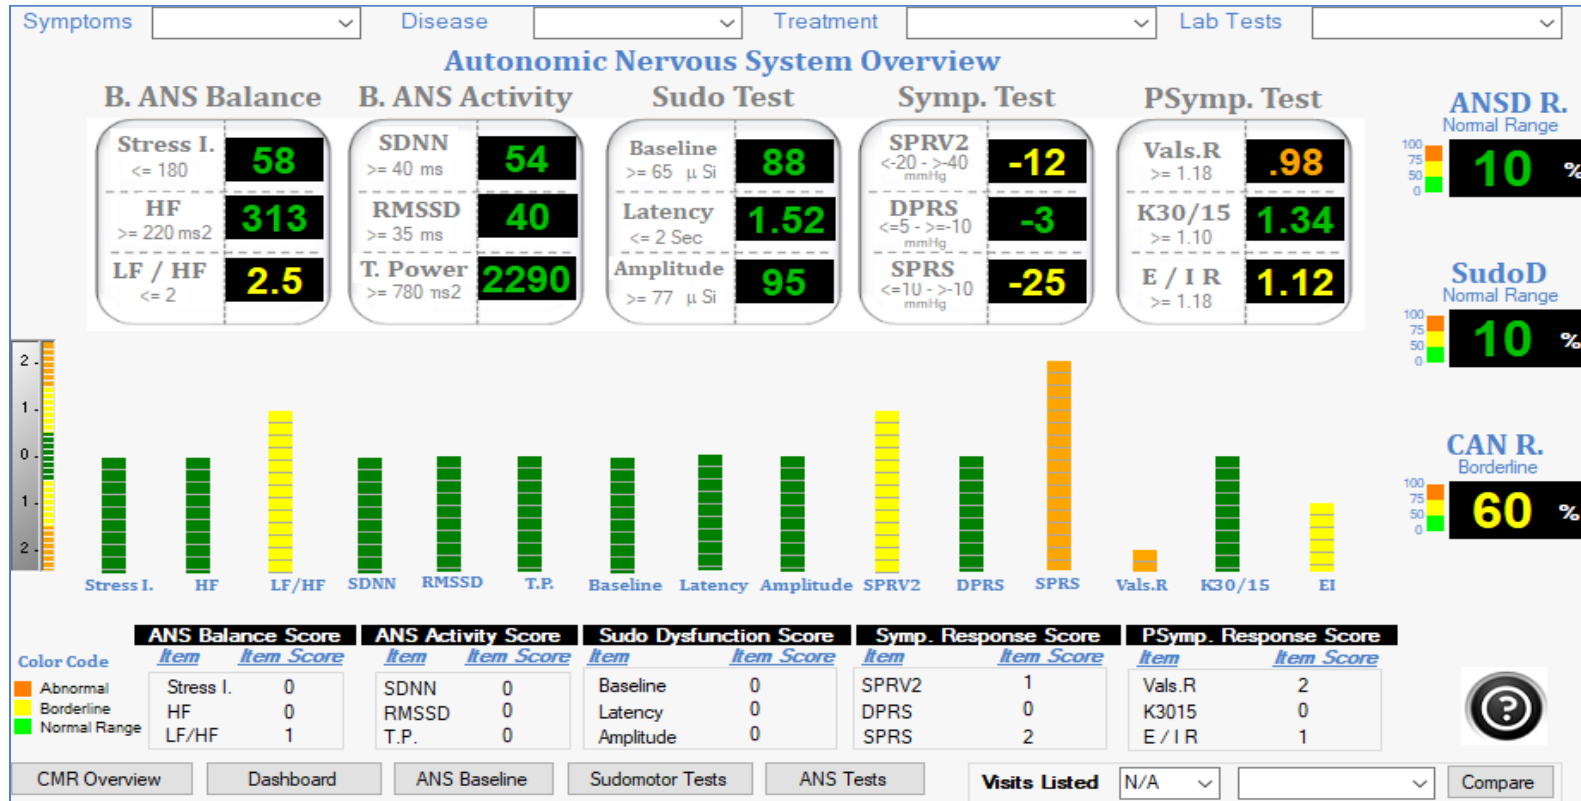 Symptoms Disease Treatment Lab Tests
Autonomic Nervous System Overview
B. ANS Balance B. ANS Activity Sudo Test Symp. Test PSymp. Test ANSD R.
Normal Range
Stress I. <= 180 58
HF >= 220 ms2 313
LF / HF <= 2 2.5
SDNN >= 40 ms 54
RMSSD >= 35 ms 40
T. Power >= 780 ms2 2290
Baseline >= 65 µ Si 88
Latency <= 2 Sec 1.52
Amplitude >= 77 µ Si 95
SPRV2 <-20 - >-40 mmHg -12
DPRS <=5 - >=-10 mmHg -3
SPRS <=10 - >-10 mmHg -25
Vals.R >= 1.18 .98
K30/15 >= 1.10 1.34
E / I R >= 1.18 1.12
100
75
50
0
10 %
SudoD
Normal Range
100
75
50
0
10 %
CAN R.
Borderline
100
75
50
0
60 %
2 -
1 -
0 -
1 -
2 -
Stress I. HF LF/HF SDNN RMSSD T.P. Baseline Latency Amplitude SPRV2 DPRS SPRS Vals.R K30/15 EI
Color Code
Abnormal
Borderline
Normal Range
ANS Balance Score
Item Item Score
Stress I. 0
HF 0
LF/HF 1
ANS Activity Score
Item Item Score
SDNN 0
RMSSD 0
T.P. 0
Sudo Dysfunction Score
Item Item Score
Baseline 0
Latency 0
Amplitude 0
Symp. Response Score
Item Item Score
SPRV2 1
DPRS 0
SPRS 2
PSymp. Response Score
Item Item Score
Vals.R 2
K3015 0
E / I R 1
?
CMR Overview Dashboard ANS Baseline Sudomotor Tests ANS Tests Visits Listed N/A Compare